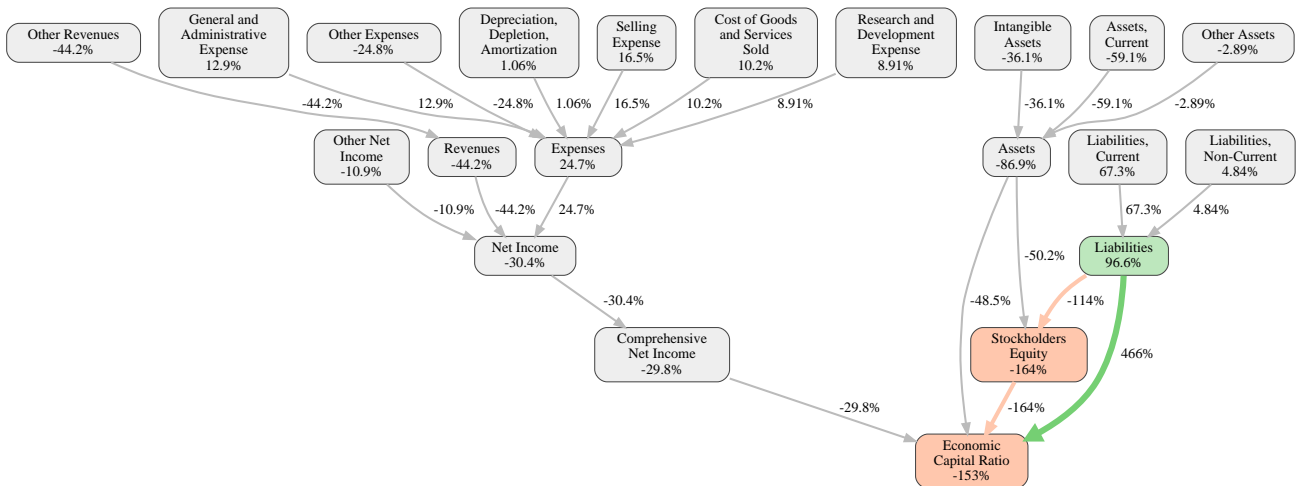 Other Revenues
-44.2%
General and
Administrative
Expense
12.9%
Other Expenses
-24.8%
Depreciation,
Depletion,
Amortization
1.06%
Selling
Expense
16.5%
Cost of Goods
and Services
Sold
10.2%
Research and
Development
Expense
8.91%
Intangible
Assets
-36.1%
Assets,
Current
-59.1%
Other Assets
-2.89%
-44.2%
12.9%
-24.8%
1.06%
16.5%
10.2%
8.91%
-36.1%
-59.1%
-2.89%
Other Net
Income
-10.9%
Revenues
-44.2%
Expenses
24.7%
Assets
-86.9%
Liabilities,
Current
67.3%
Liabilities,
Non-Current
4.84%
-10.9%
-44.2%
24.7%
67.3%
4.84%
Net Income
-30.4%
-50.2%
Liabilities
96.6%
-30.4%
-48.5%
-114%
Comprehensive
Net Income
-29.8%
Stockholders
Equity
-164%
466%
-29.8%
-164%
Economic
Capital Ratio
-153%